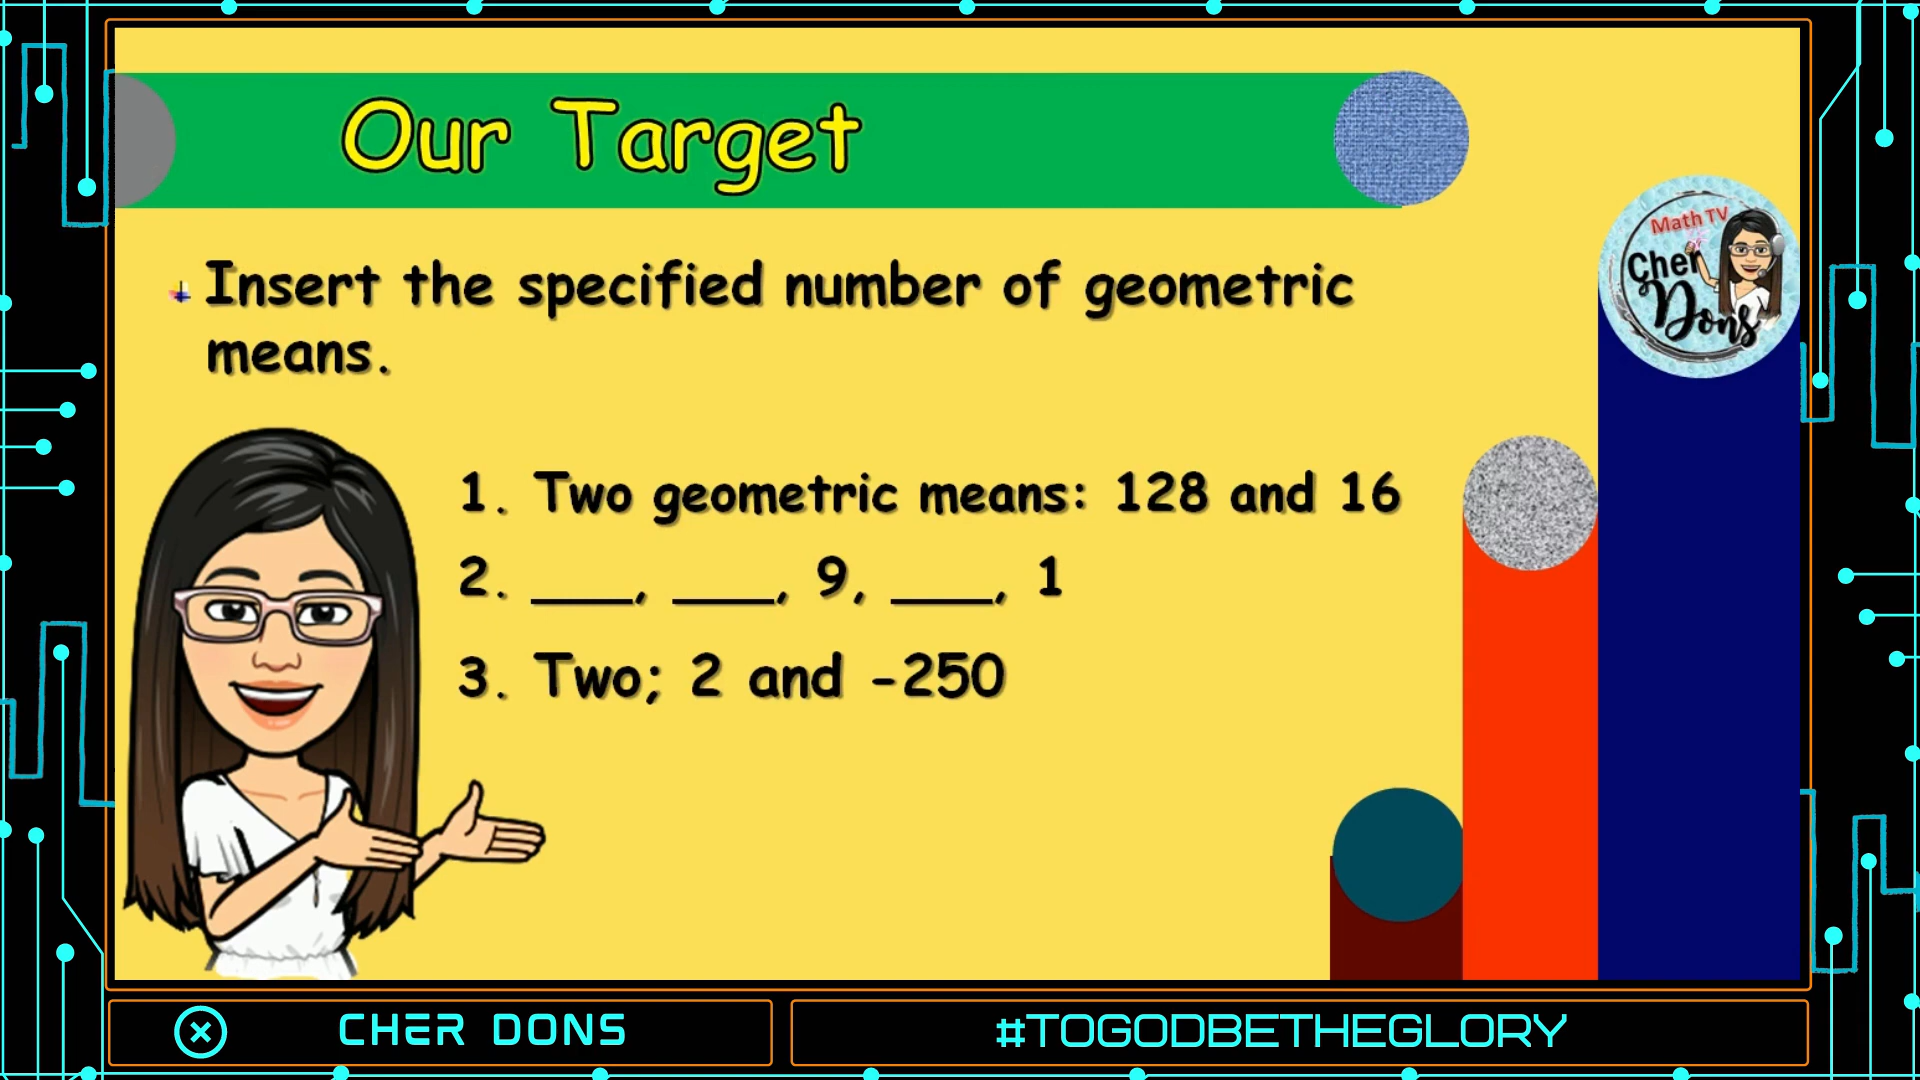 Our Target
Insert the specified number of geometric
means.
Math TV
Cher
Dons
1. Two geometric means: 128 and 16
2. ___, ___, 9, ___, 1
3. Two; 2 and -250
CHER DONS
#TOGODBETHEGLORY